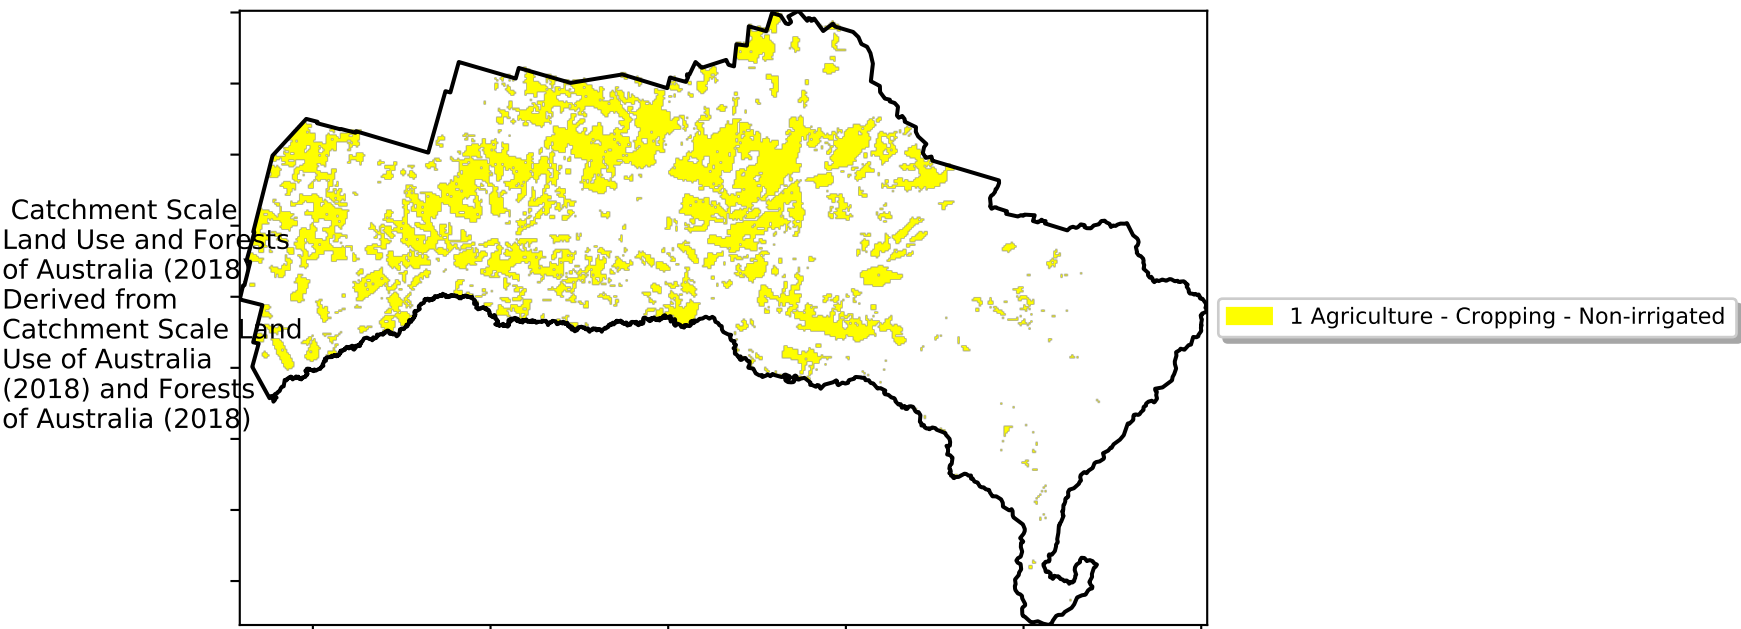 Catchment Scale
Land Use and Forests
of Australia (2018)
Derived from
Catchment Scale Land
Use of Australia
(2018) and Forests
of Australia (2018)
1 Agriculture - Cropping - Non-irrigated